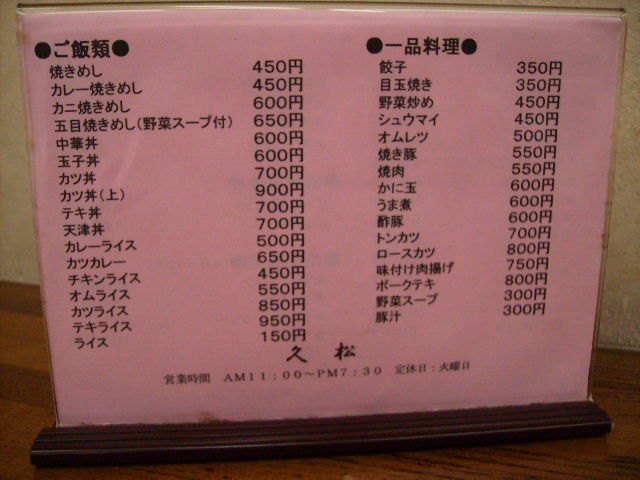 ●ご飯類●
焼きめし 450円
カレー焼きめし 450円
カニ焼きめし 600円
五目焼きめし(野菜スープ付) 650円
中華丼 600円
玉子丼 600円
カツ丼 700円
カツ丼(上) 900円
テキ丼 700円
天津丼 700円
カレーライス 500円
カツカレー 650円
チキンライス 450円
オムライス 550円
カツライス 850円
テキライス 950円
ライス 150円
●一品料理●
餃子 350円
目玉焼き 350円
野菜炒め 450円
シュウマイ 450円
オムレツ 500円
焼き豚 550円
焼肉 550円
かに玉 600円
うま煮 600円
酢豚 600円
トンカツ 700円
ロースカツ 800円
味付け肉揚げ 750円
ポークテキ 800円
野菜スープ 300円
豚汁 300円
久松
営業時間 AM11:00～PM7:30 定休日:火曜日